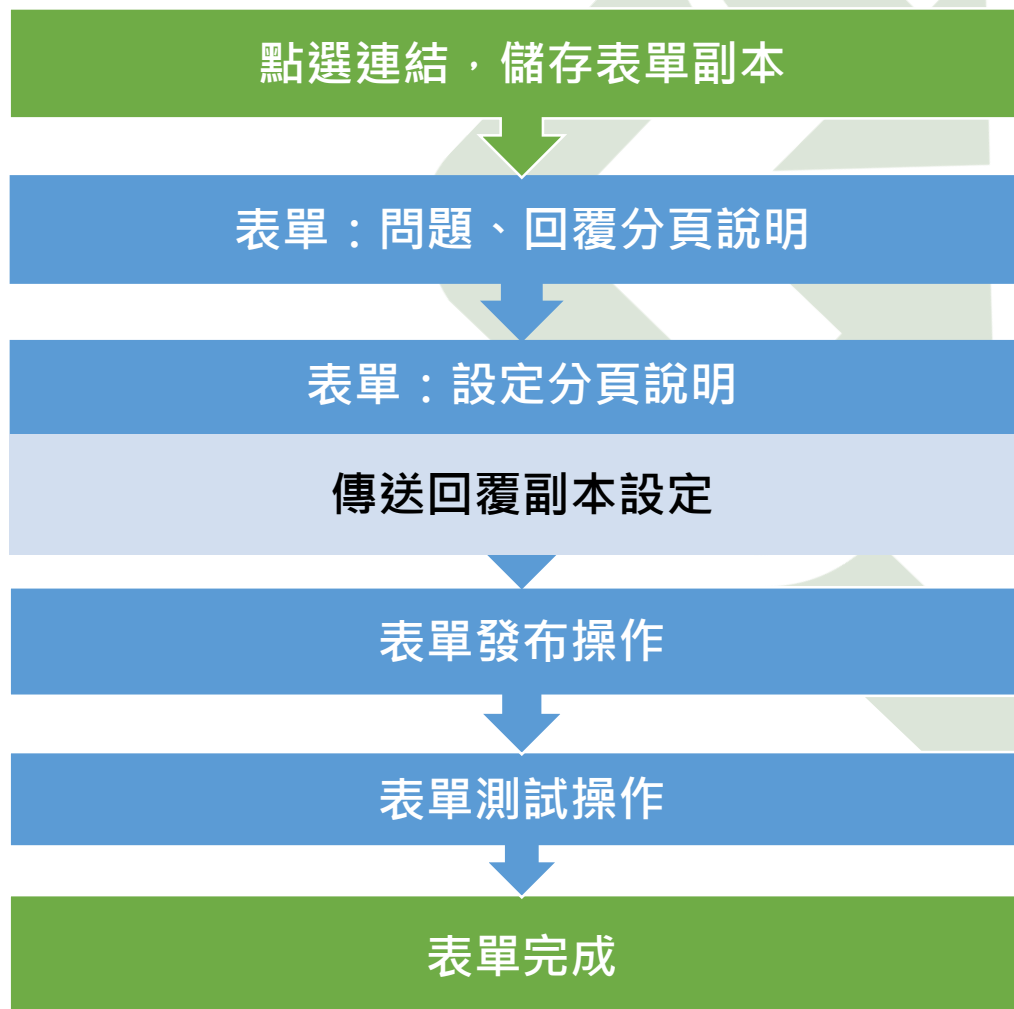 點選連結，儲存表單副本
表單：問題、回覆分頁說明
表單：設定分頁說明
傳送回覆副本設定
表單發布操作
表單測試操作
表單完成